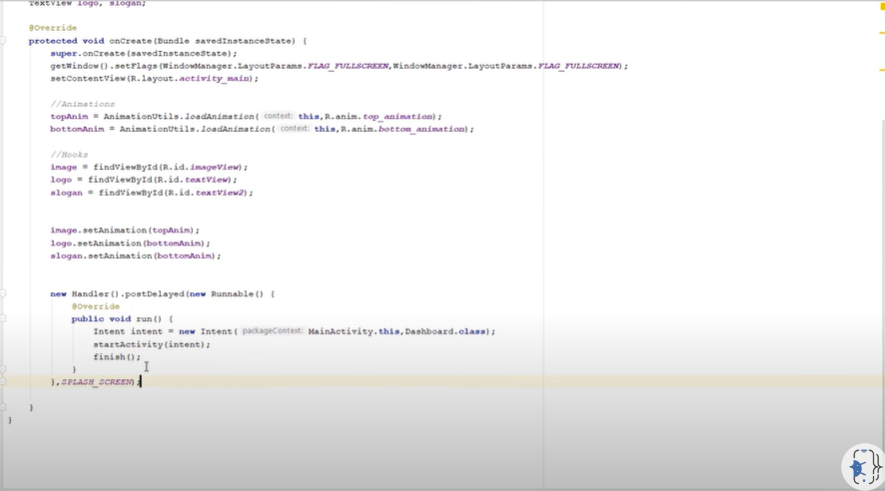 TextView logo, slogan;
@Override
protected void onCreate(Bundle savedInstanceState) {
super.onCreate(savedInstanceState);
getWindow().setFlags(WindowManager.LayoutParams.FLAG_FULLSCREEN,WindowManager.LayoutParams.FLAG_FULLSCREEN);
setContentView(R.layout.activity_main);
//Animations
topAnim = AnimationUtils.loadAnimation( context: this,R.anim.top_animation);
bottomAnim = AnimationUtils.loadAnimation( context: this,R.anim.bottom_animation);
//Hooks
image = findViewById(R.id.imageView);
logo = findViewById(R.id.textView);
slogan = findViewById(R.id.textView2);
image.setAnimation(topAnim);
logo.setAnimation(bottomAnim);
slogan.setAnimation(bottomAnim);
new Handler().postDelayed(new Runnable() {
@Override
public void run() {
Intent intent = new Intent( packageContext: MainActivity.this,Dashboard.class);
startActivity(intent);
finish();
}
},SPLASH_SCREEN);
}
}